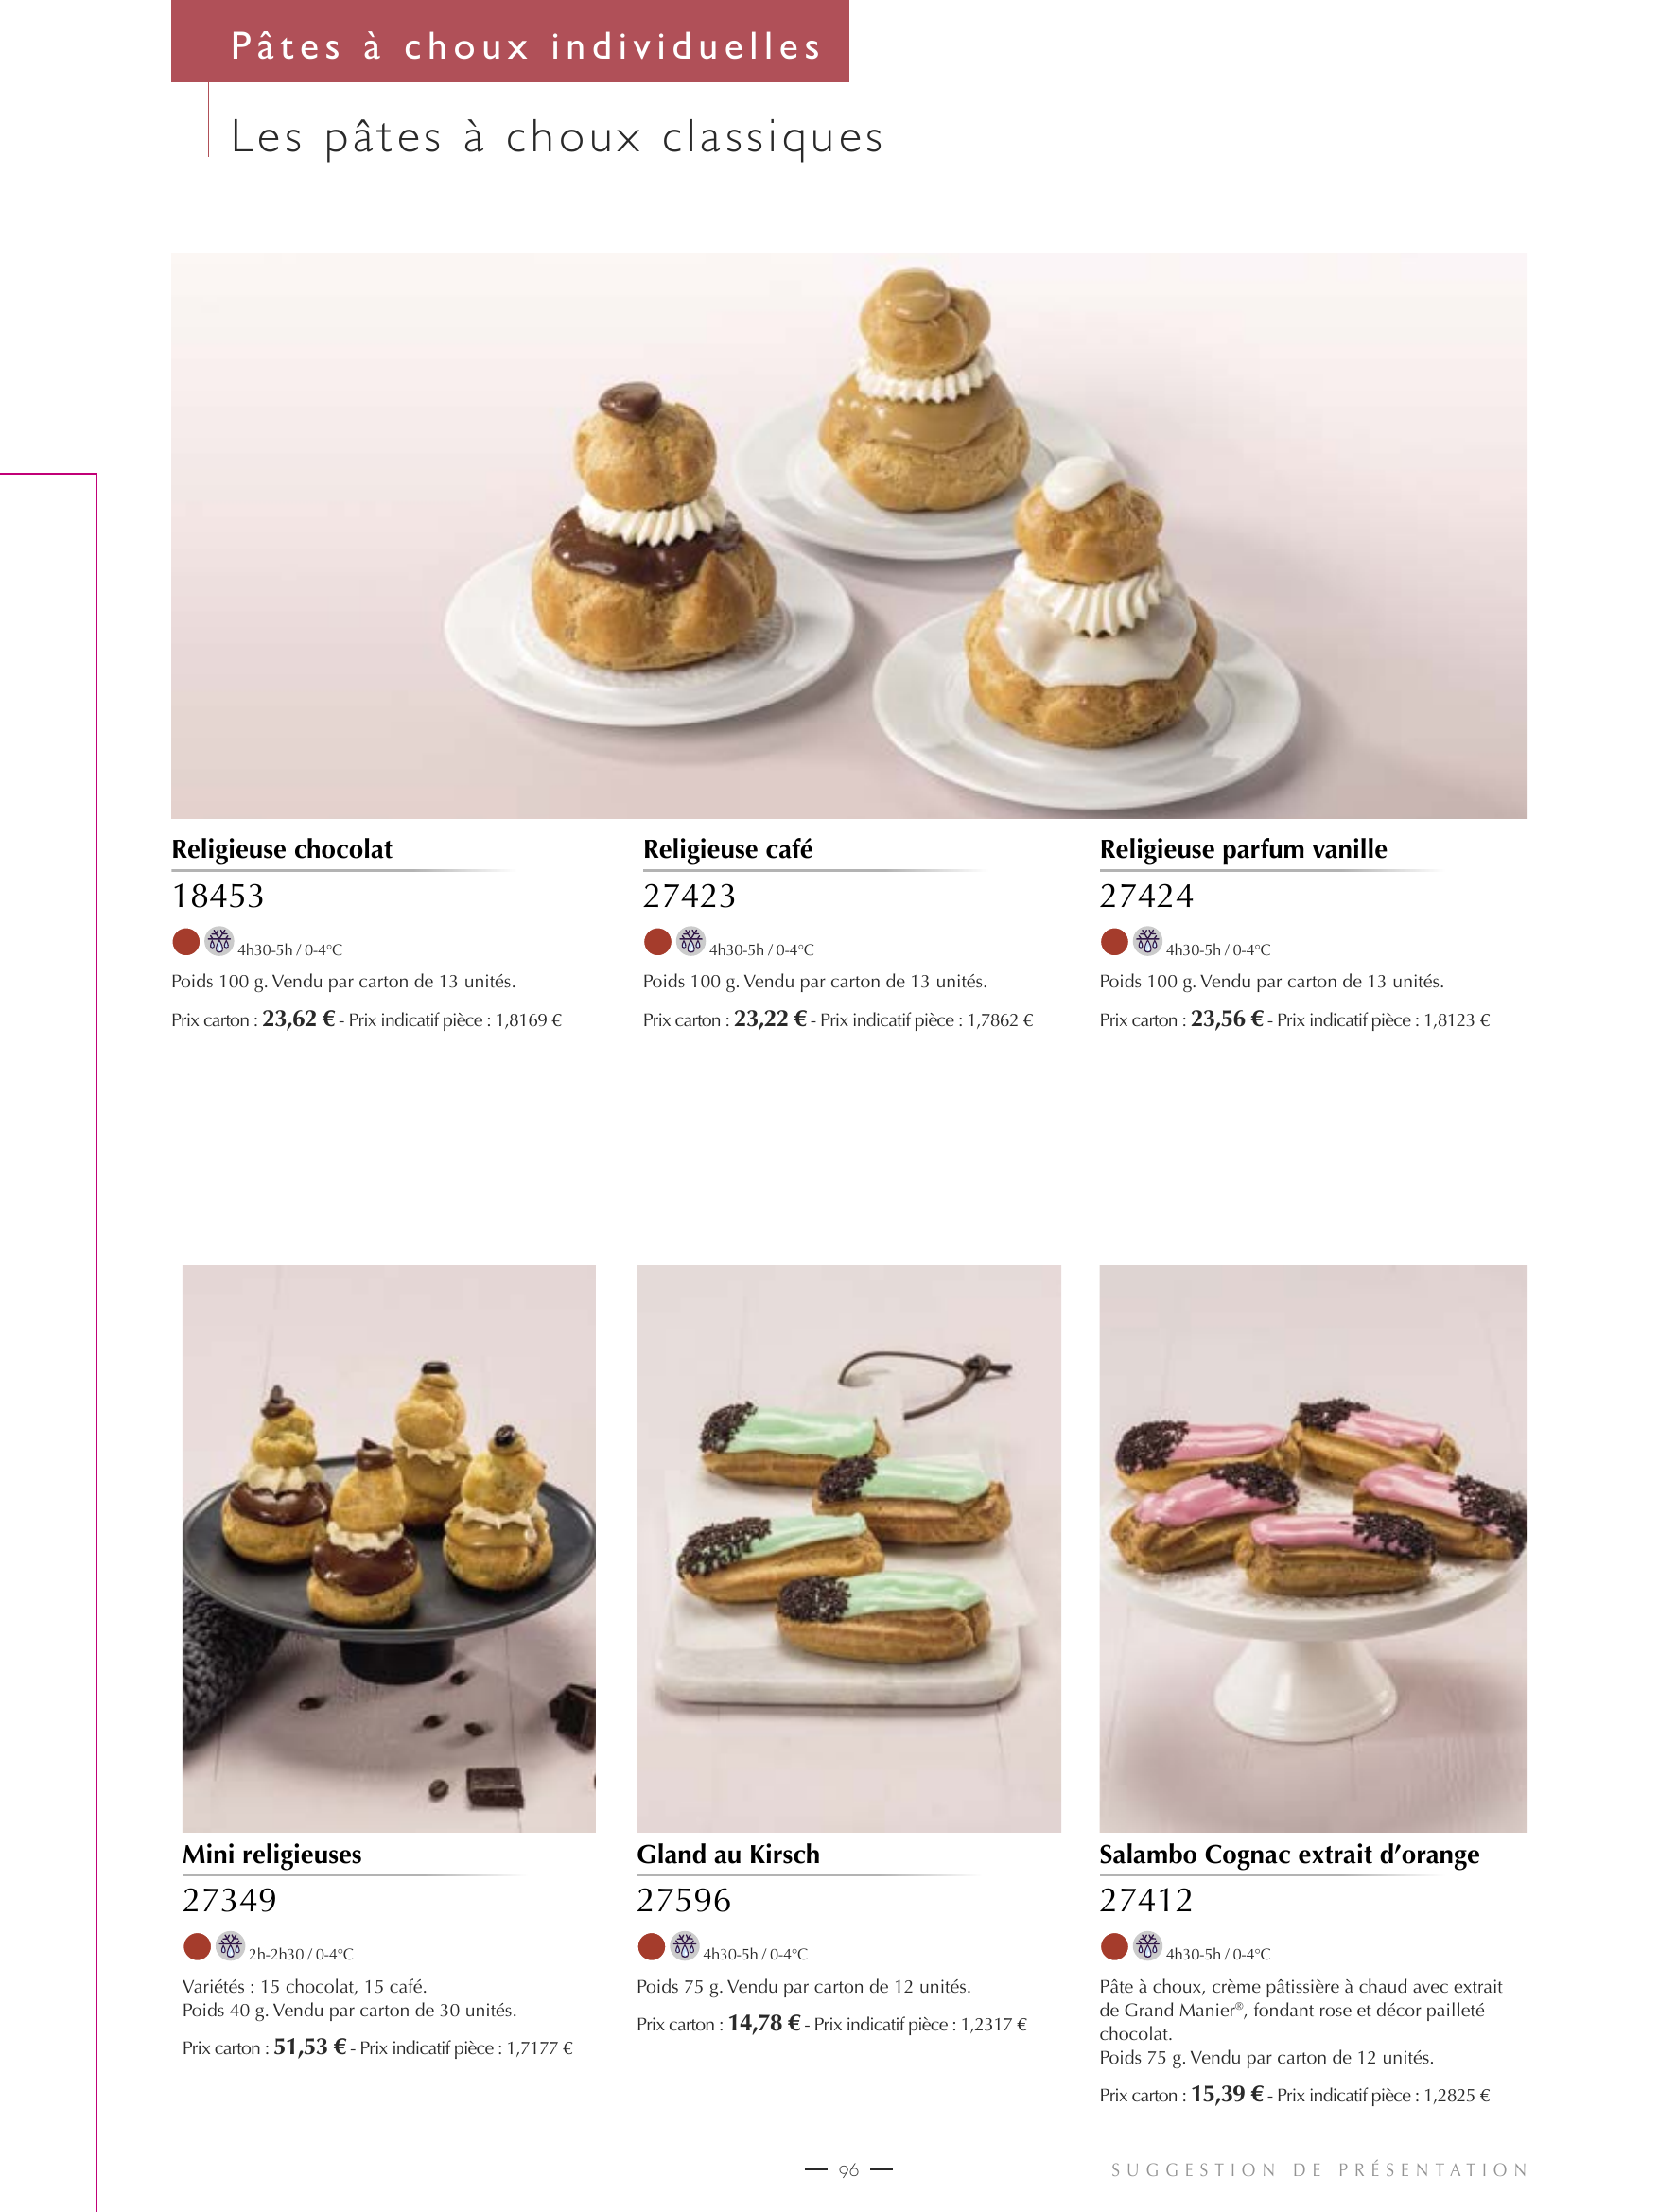 Pâtes à choux individuelles
Les pâtes à choux classiques
Religieuse chocolat
18453
4h30-5h / 0-4°C
Poids 100 g. Vendu par carton de 13 unités.
Prix carton : 23,62 € - Prix indicatif pièce : 1,8169 €
Religieuse café
27423
4h30-5h / 0-4°C
Poids 100 g. Vendu par carton de 13 unités.
Prix carton : 23,22 € - Prix indicatif pièce : 1,7862 €
Religieuse parfum vanille
27424
4h30-5h / 0-4°C
Poids 100 g. Vendu par carton de 13 unités.
Prix carton : 23,56 € - Prix indicatif pièce : 1,8123 €
Mini religieuses
27349
2h-2h30 / 0-4°C
Variétés : 15 chocolat, 15 café.
Poids 40 g. Vendu par carton de 30 unités.
Prix carton : 51,53 € - Prix indicatif pièce : 1,7177 €
Gland au Kirsch
27596
4h30-5h / 0-4°C
Poids 75 g. Vendu par carton de 12 unités.
Prix carton : 14,78 € - Prix indicatif pièce : 1,2317 €
Salambo Cognac extrait d'orange
27412
4h30-5h / 0-4°C
Pâte à choux, crème pâtissière à chaud avec extrait
de Grand Manier®, fondant rose et décor pailleté
chocolat.
Poids 75 g. Vendu par carton de 12 unités.
Prix carton : 15,39 € - Prix indicatif pièce : 1,2825 €
— 96 —
SUGGESTION DE PRÉSENTATION